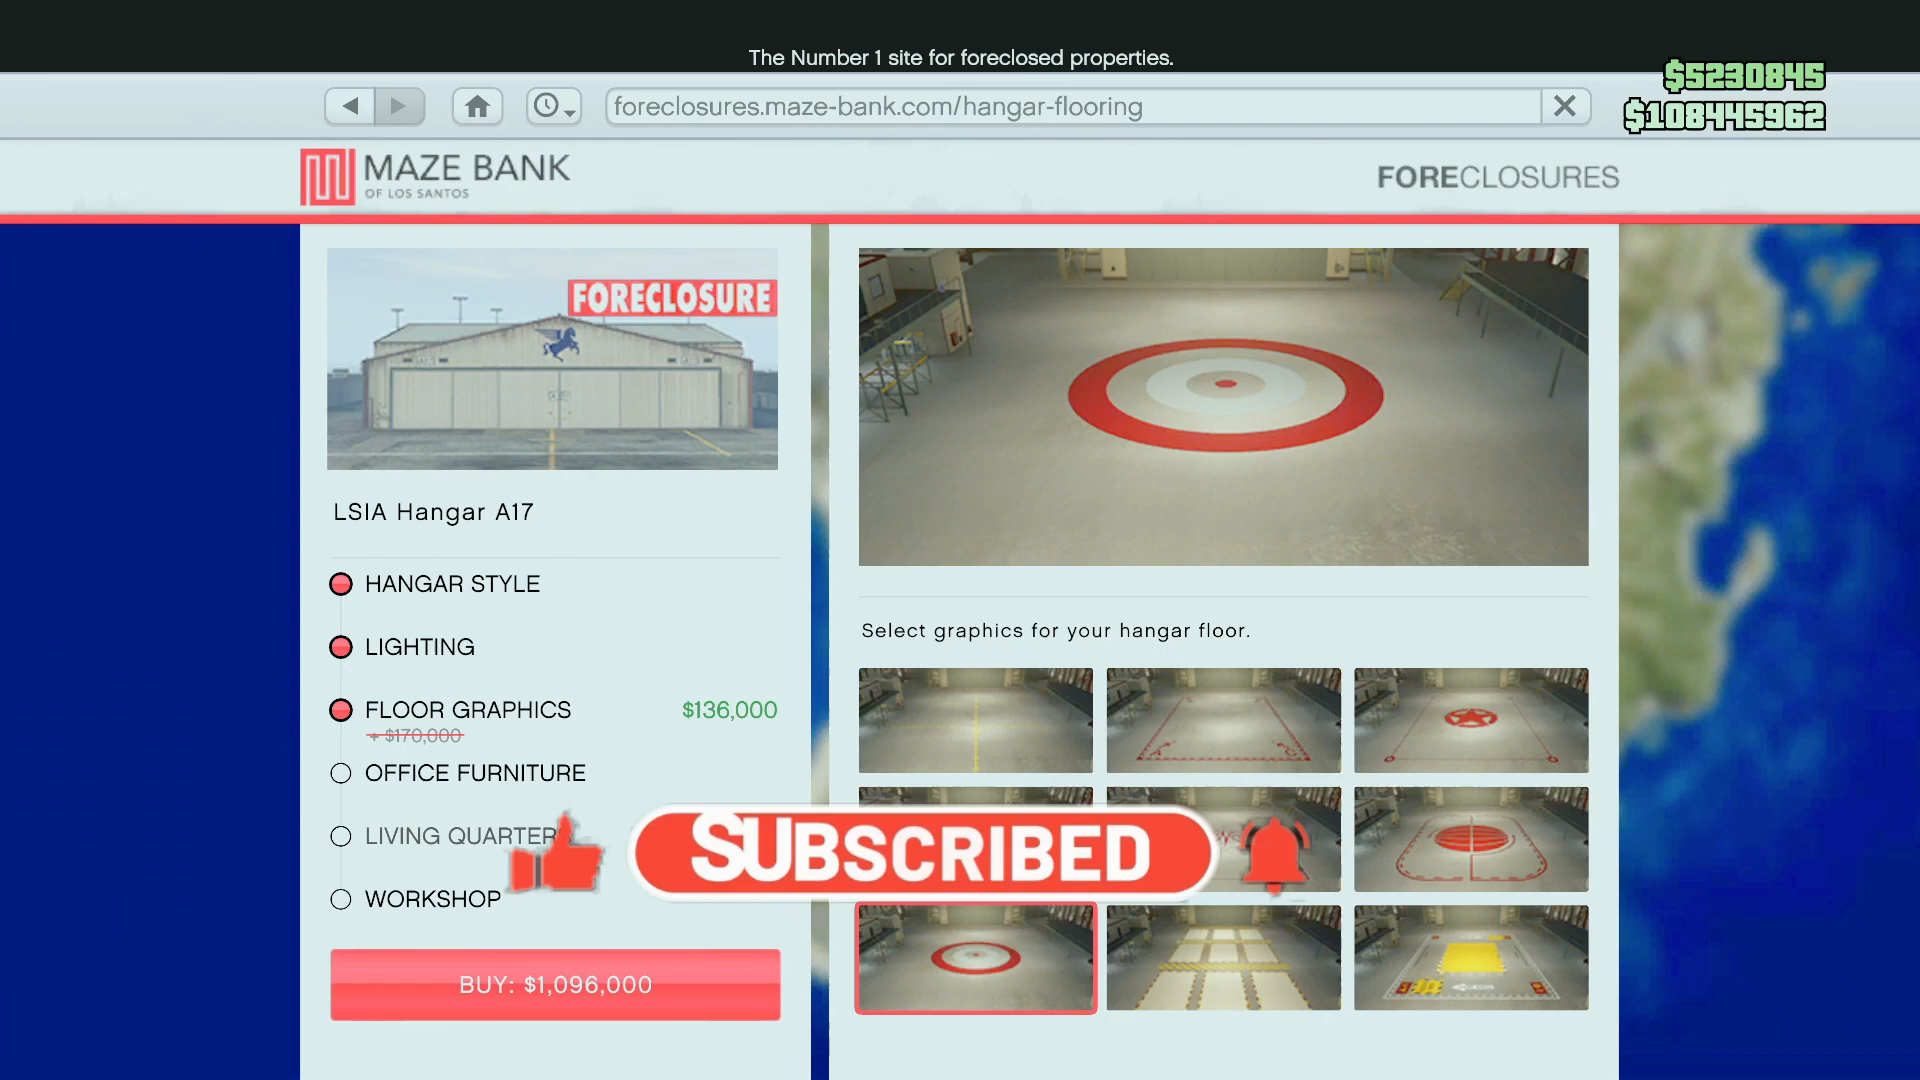 The Number 1 site for foreclosed properties.
$5230845
foreclosures.maze-bank.com/hangar-flooring
$108445962
MAZE BANK
OF LOS SANTOS
FORECLOSURES
FORECLOSURE
LSIA Hangar A17
HANGAR STYLE
LIGHTING
FLOOR GRAPHICS
$136,000
+ $170,000
OFFICE FURNITURE
LIVING QUARTER
WORKSHOP
BUY: $1,096,000
Select graphics for your hangar floor.
SUBSCRIBED